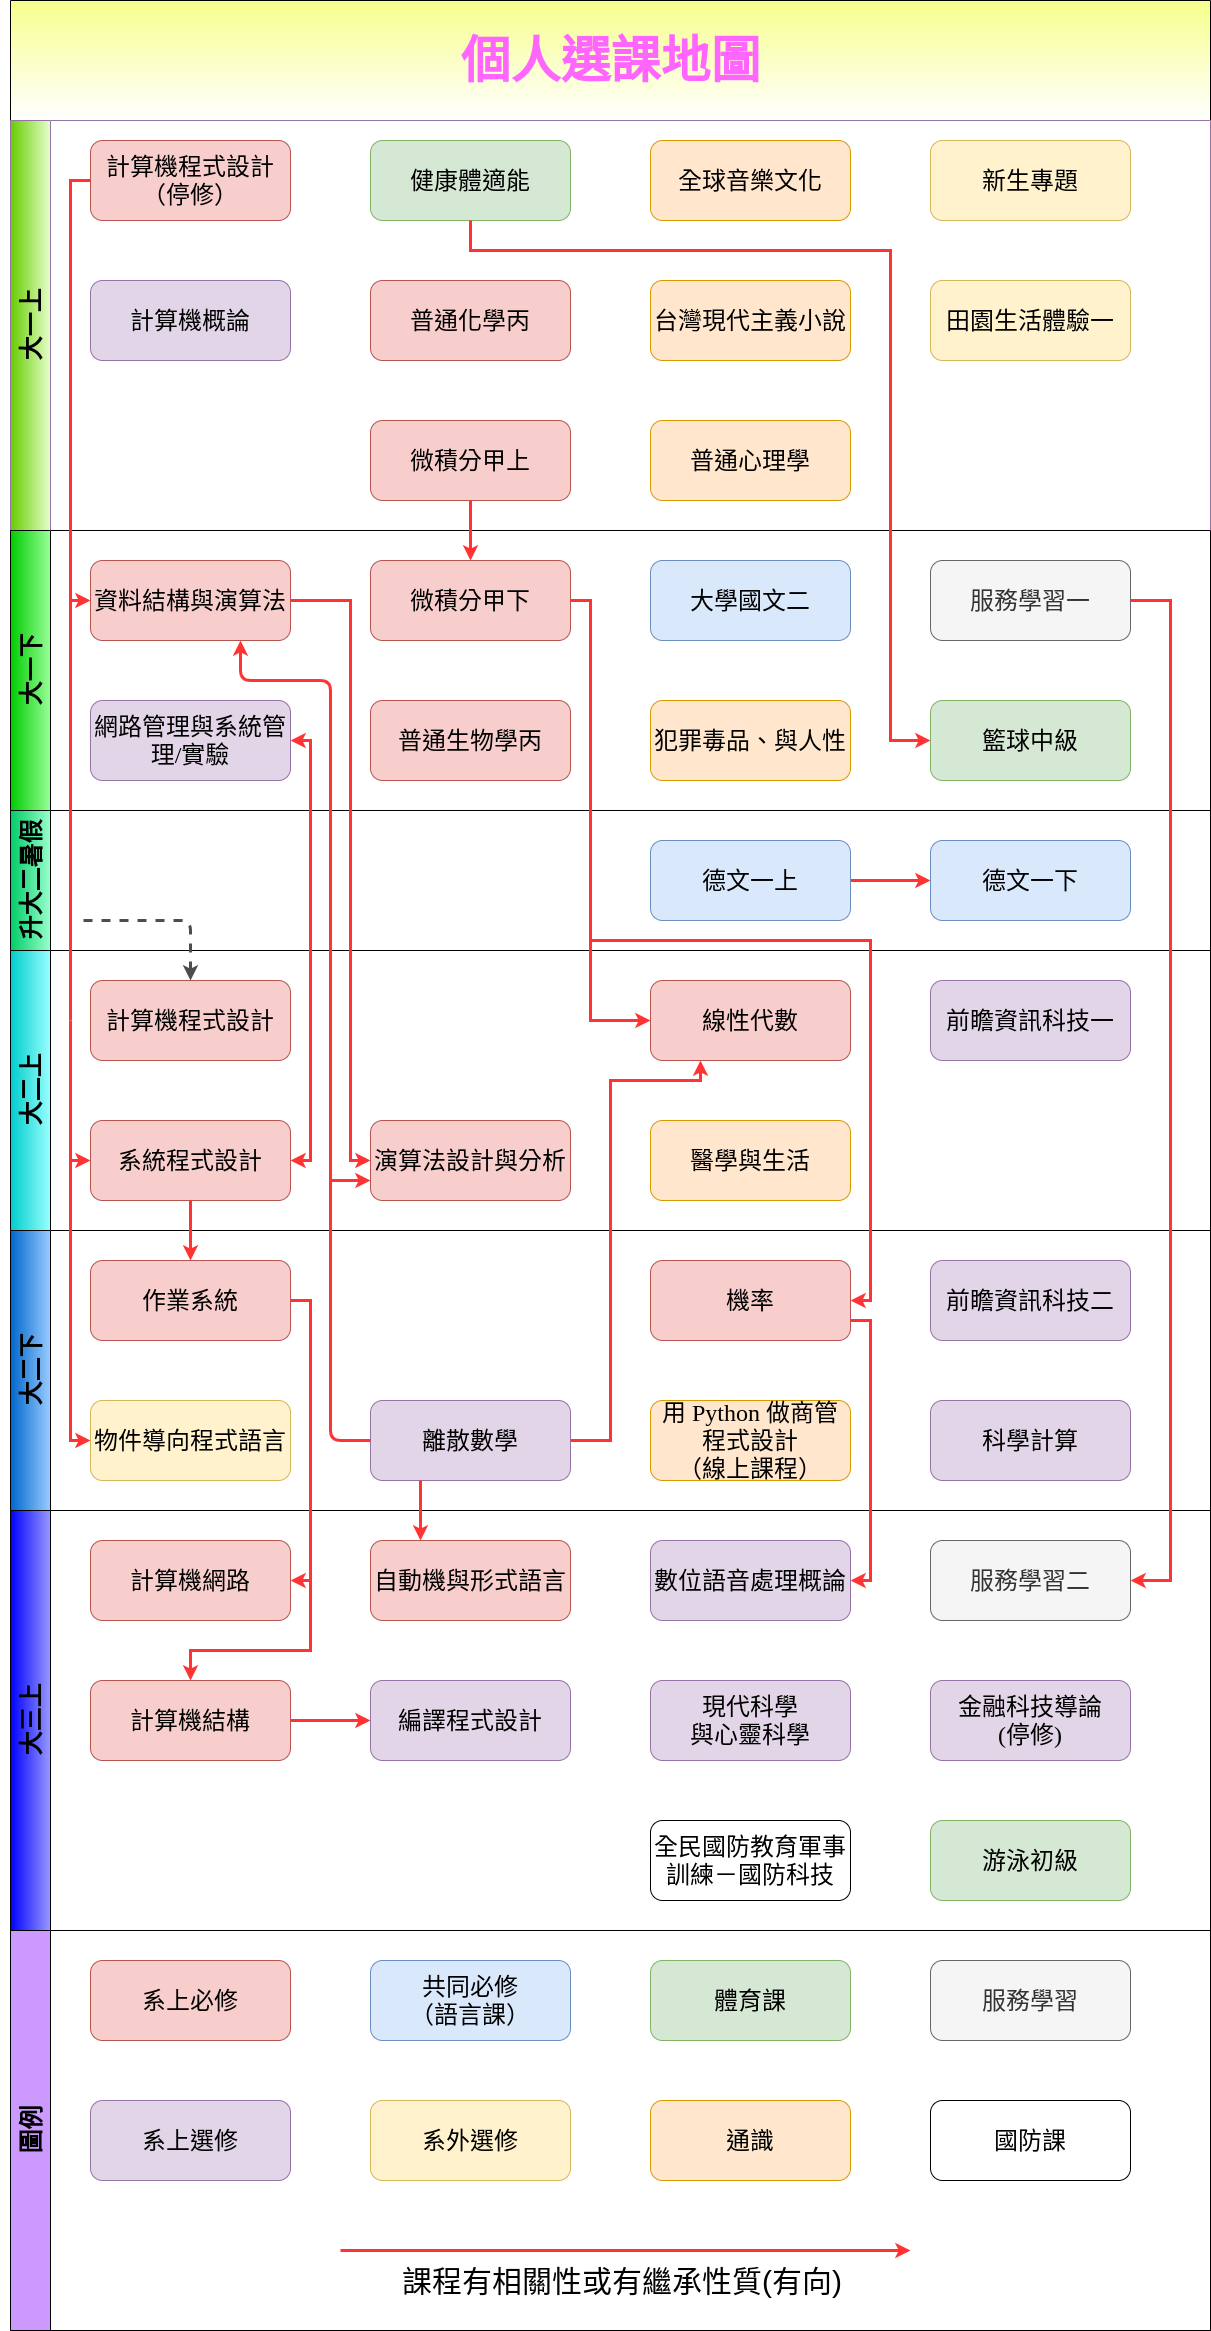 個人選課地圖
大一上
計算機程式設計
（停修）
健康體適能
全球音樂文化
新生專題
計算機概論
普通化學丙
台灣現代主義小說
田園生活體驗一
微積分甲上
普通心理學
大一下
資料結構與演算法
微積分甲下
大學國文二
服務學習一
網路管理與系統管
理/實驗
普通生物學丙
犯罪毒品、與人性
籃球中級
升大二暑假
德文一上
德文一下
大二上
計算機程式設計
線性代數
前瞻資訊科技一
系統程式設計
演算法設計與分析
醫學與生活
大二下
作業系統
機率
前瞻資訊科技二
物件導向程式語言
離散數學
用 Python 做商管
程式設計
（線上課程）
科學計算
大三上
計算機網路
自動機與形式語言
數位語音處理概論
服務學習二
計算機結構
編譯程式設計
現代科學
與心靈科學
金融科技導論
(停修)
全民國防教育軍事
訓練－國防科技
游泳初級
圖例
系上必修
共同必修
（語言課）
體育課
服務學習
系上選修
系外選修
通識
國防課
課程有相關性或有繼承性質(有向)